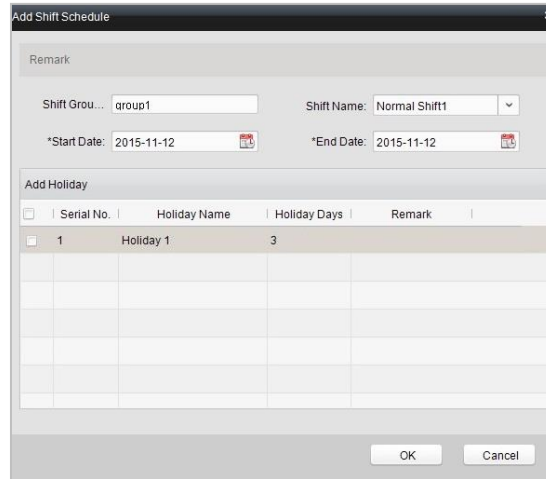 Add Shift Schedule
Remark
Shift Grou... group1 Shift Name: Normal Shift1
*Start Date: 2015-11-12 *End Date: 2015-11-12
Add Holiday
Serial No. Holiday Name Holiday Days Remark
1 Holiday 1 3
OK Cancel